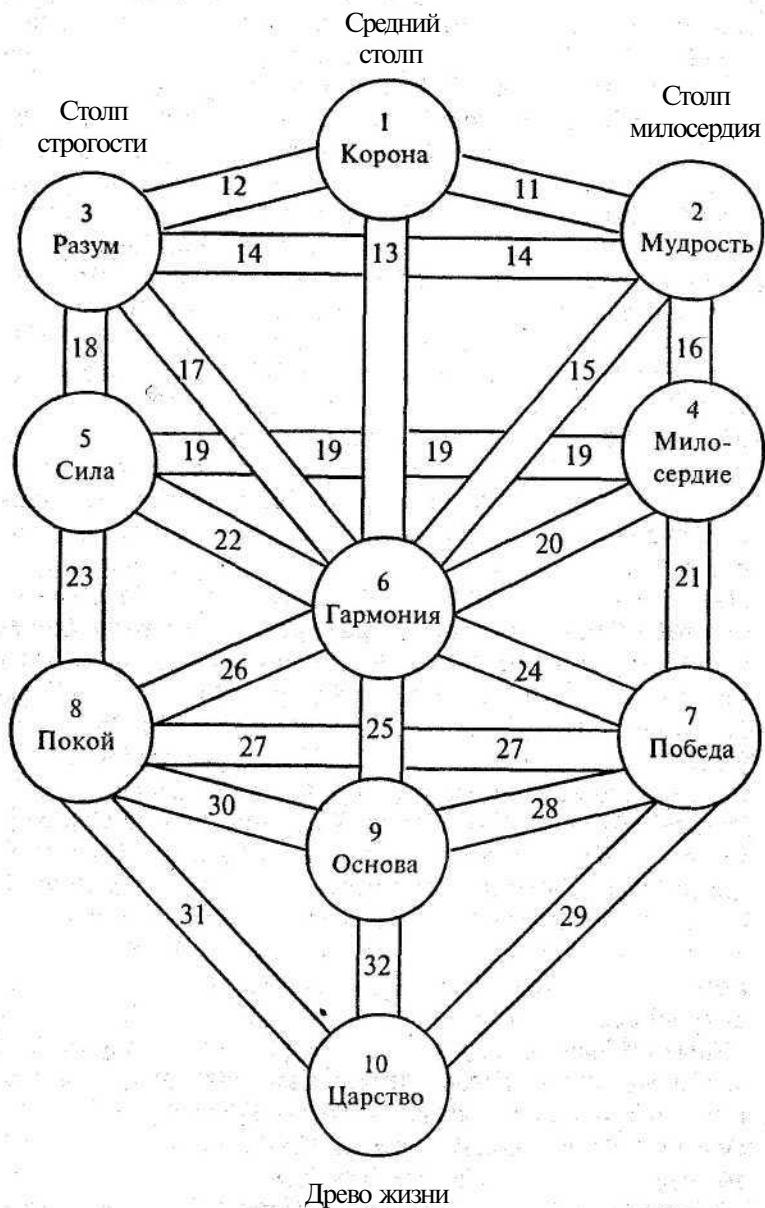 Средний
столп
Столп
строгости
Столп
милосердия
1
Корона
12
11
3
Разум
2
Мудрость
14
13
14
18
17
15
16
5
Сила
4
Мило-
сердие
19
19
19
19
22
20
23
6
Гармония
21
26
24
8
Покой
25
7
Победа
27
27
30
28
9
Основа
31
29
32
10
Царство
Древо жизни